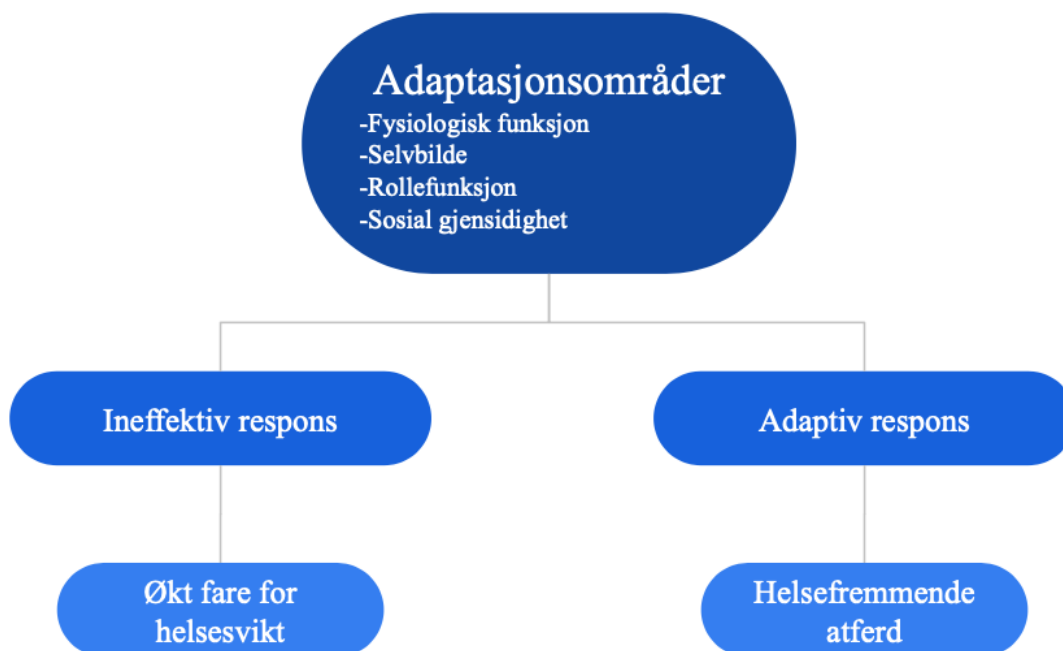 Adaptasjonsområder
-Fysiologisk funksjon
-Selvbilde
-Rollefunksjon
-Sosial gjensidighet
Ineffektiv respons
Adaptiv respons
Økt fare for
helsesvikt
Helsefremmende
atferd